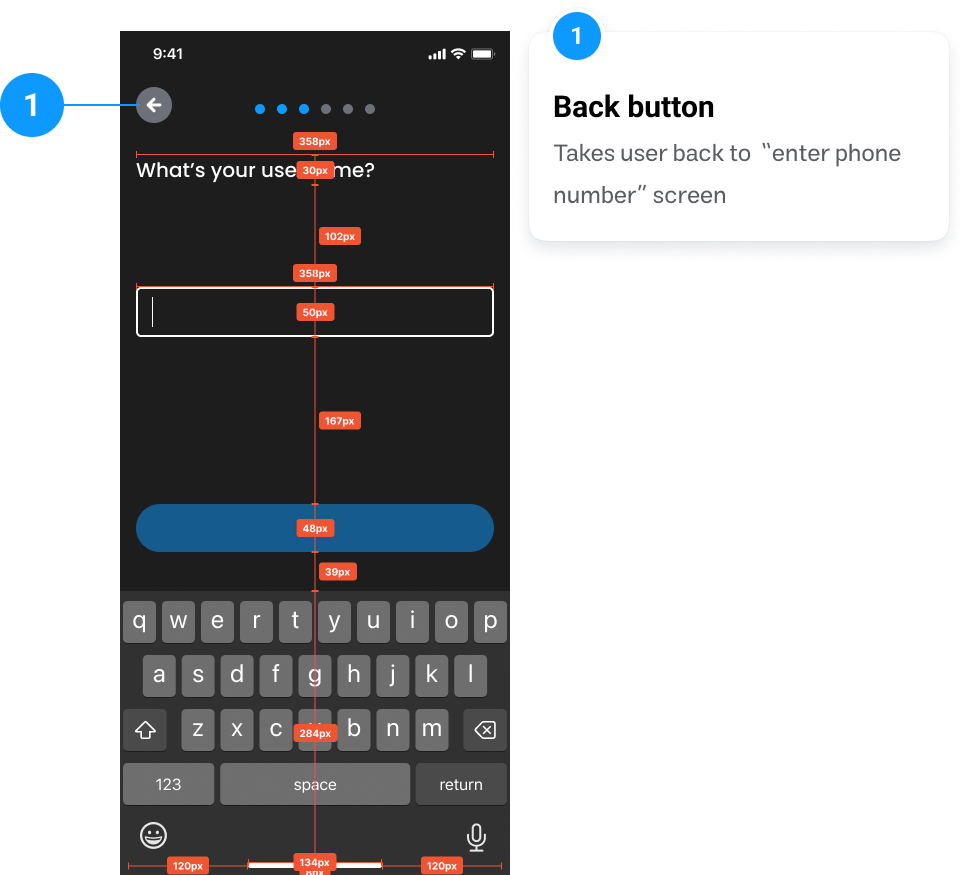 1
9:41
1
358px
What's your use me?
30px
102px
358px
50px
167px
48px
39px
q w e r t y u i o p
a s d f g h j k l
z x c b n m
284px
123 space return
120px 134px 120px
Back button
Takes user back to “enter phone
number” screen